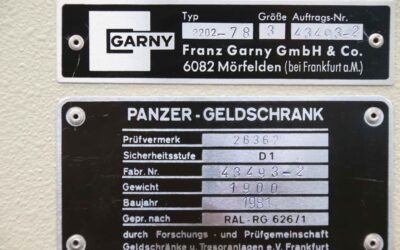 Typ Größe Auftrags-Nr.
GARNY 2202-78 3 43493-2
Franz Garny GmbH & Co.
6082 Mörfelden (bei Frankfurt a.M.)
PANZER-GELDSCHRANK
Prüfvermerk 26362
Sicherheitsstufe D1
Fabr. Nr. 43493-2
Gewicht 1900
Baujahr 1981
Gepr. nach RAL-RG 626/1
durch Forschungs- und Prüfgemeinschaft
Geldschränke u. Tresoranlagen e.V. Frankfurt